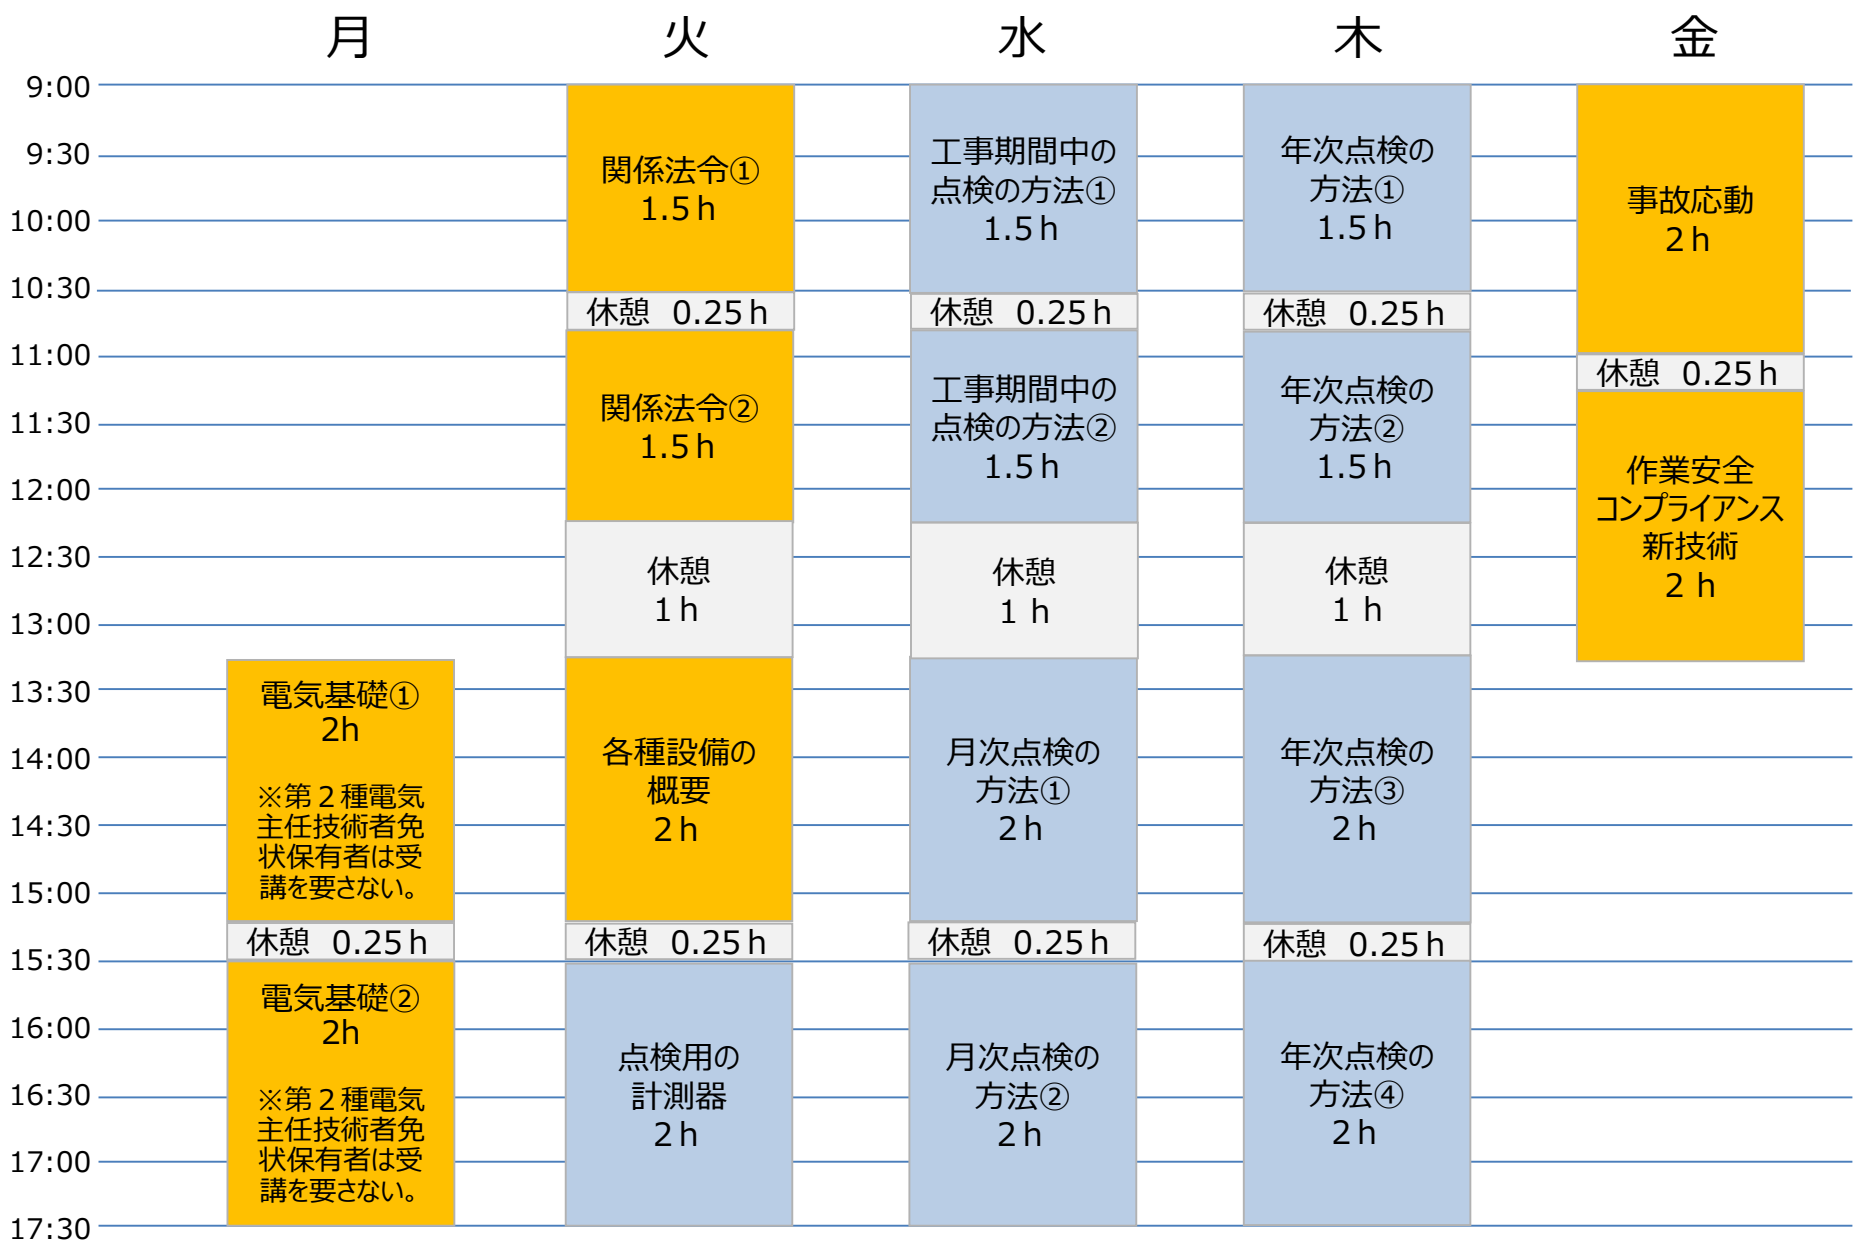 月
火
水
木
金
9:00
9:30
10:00
10:30
11:00
11:30
12:00
12:30
13:00
13:30
14:00
14:30
15:00
15:30
16:00
16:30
17:00
17:30
電気基礎①
2h
※第２種電気
主任技術者免
状保有者は受
講を要さない。
休憩 0.25ｈ
電気基礎②
2h
※第２種電気
主任技術者免
状保有者は受
講を要さない。
関係法令①
1.5ｈ
休憩 0.25ｈ
関係法令②
1.5ｈ
休憩
1ｈ
各種設備の
概要
2ｈ
休憩 0.25ｈ
点検用の
計測器
2ｈ
工事期間中の
点検の方法①
1.5ｈ
休憩 0.25ｈ
工事期間中の
点検の方法②
1.5ｈ
休憩
1 h
月次点検の
方法①
2ｈ
休憩 0.25ｈ
月次点検の
方法②
2ｈ
年次点検の
方法①
1.5ｈ
休憩 0.25ｈ
年次点検の
方法②
1.5ｈ
休憩
1 h
年次点検の
方法③
2ｈ
休憩 0.25ｈ
年次点検の
方法④
2ｈ
事故応動
2ｈ
休憩 0.25ｈ
作業安全
コンプライアンス
新技術
2 h